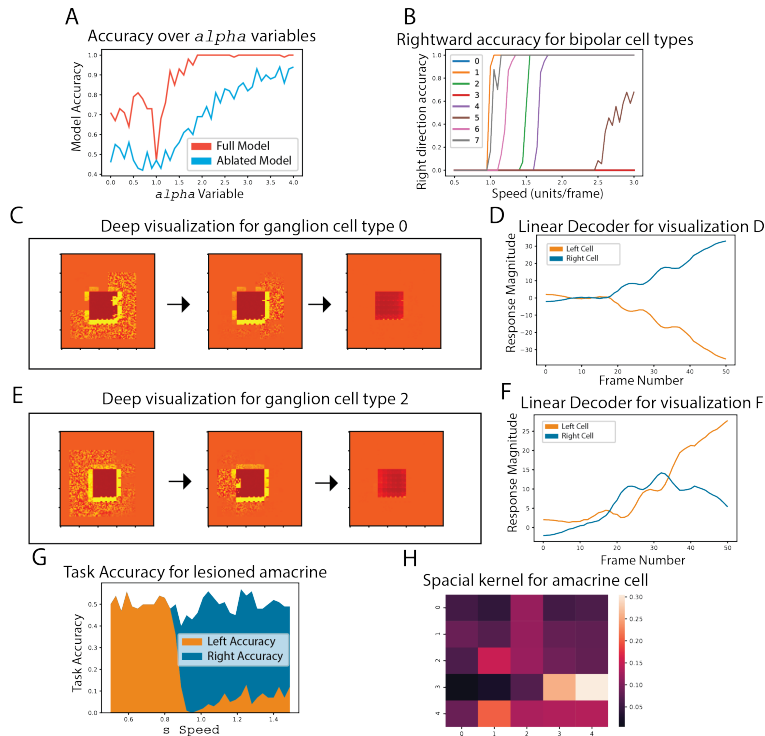 A
Accuracy over alpha variables
Model Accuracy
1.0
0.9
0.8
0.7
0.6
0.5
0.4
Full Model
Ablated Model
0.0
0.5
1.0
1.5
2.0
2.5
3.0
3.5
4.0
alpha Variable
B
Rightward accuracy for bipolar cell types
Right direction accuracy
1.0
0.8
0.6
0.4
0.2
0.0
0
1
2
3
4
5
6
7
0.5
1.0
1.5
2.0
2.5
3.0
Speed (units/frame)
C
Deep visualization for ganglion cell type 0
D
Linear Decoder for visualization D
Response Magnitude
30
20
10
0
−10
−20
−30
Left Cell
Right Cell
0
10
20
30
40
50
Frame Number
E
Deep visualization for ganglion cell type 2
F
Linear Decoder for visualization F
Response Magnitude
25
20
15
10
5
0
Left Cell
Right Cell
0
10
20
30
40
50
Frame Number
G
Task Accuracy for lesioned amacrine
Task Accuracy
0.5
0.4
0.3
0.2
0.1
0.0
Left Accuracy
Right Accuracy
0.6
0.8
1.0
1.2
1.4
s Speed
H
Spacial kernel for amacrine cell
0
1
2
3
4
0
1
2
3
4
0.30
0.25
0.20
0.15
0.10
0.05